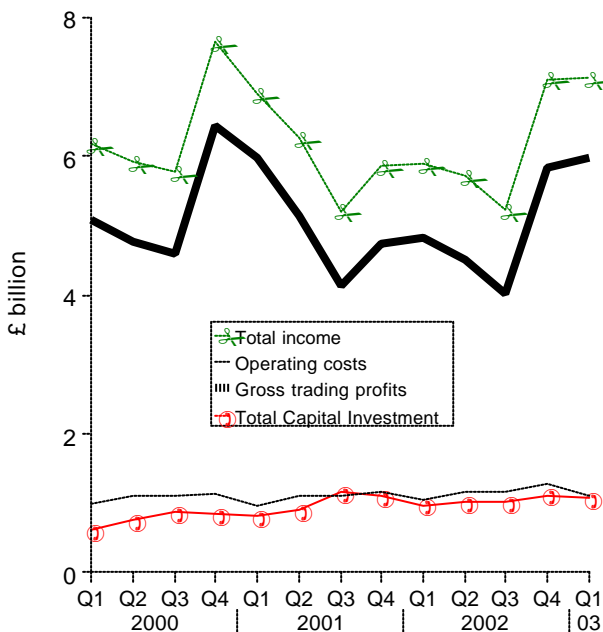 8
6
4
2
0
£ billion
Total income
Operating costs
Gross trading profits
Total Capital Investment
Q1 Q2 Q3 Q4 Q1 Q2 Q3 Q4 Q1 Q2 Q3 Q4 Q1
2000 2001 2002 03